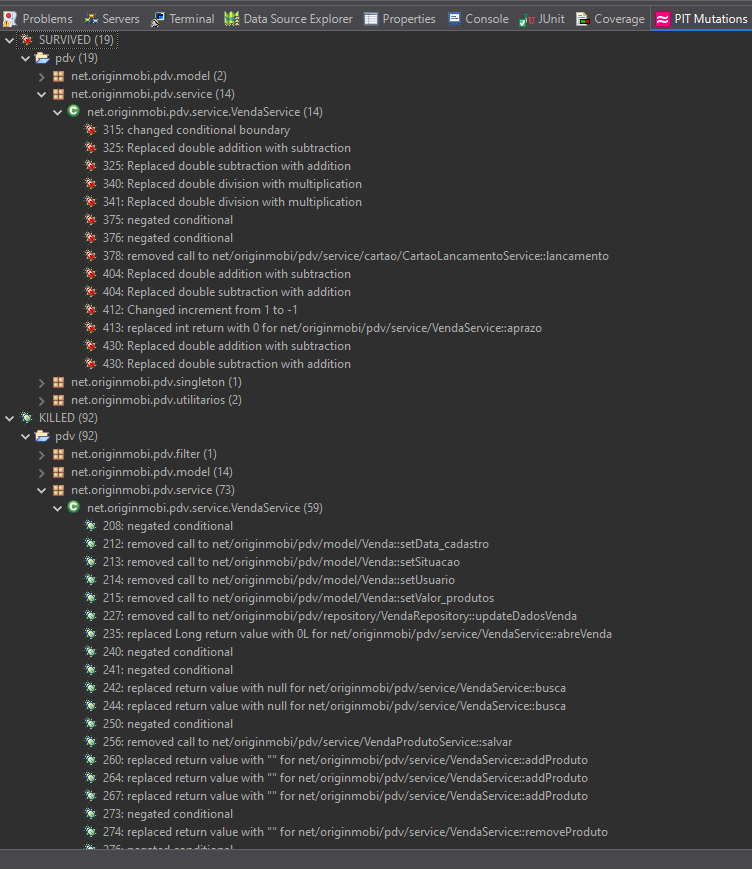 Problems Servers Terminal Data Source Explorer Properties Console JUnit Coverage PIT Mutations
SURVIVED (19)
pdv (19)
net.originmobi.pdv.model (2)
net.originmobi.pdv.service (14)
net.originmobi.pdv.service.VendaService (14)
315: changed conditional boundary
325: Replaced double addition with subtraction
325: Replaced double subtraction with addition
340: Replaced double division with multiplication
341: Replaced double division with multiplication
375: negated conditional
376: negated conditional
378: removed call to net/originmobi/pdv/service/cartao/CartaoLancamentoService::lancamento
404: Replaced double addition with subtraction
404: Replaced double subtraction with addition
412: Changed increment from 1 to -1
413: replaced int return with 0 for net/originmobi/pdv/service/VendaService::aprazo
430: Replaced double addition with subtraction
430: Replaced double subtraction with addition
net.originmobi.pdv.singleton (1)
net.originmobi.pdv.utilitarios (2)
KILLED (92)
pdv (92)
net.originmobi.pdv.filter (1)
net.originmobi.pdv.model (14)
net.originmobi.pdv.service (73)
net.originmobi.pdv.service.VendaService (59)
208: negated conditional
212: removed call to net/originmobi/pdv/model/Venda::setData_cadastro
213: removed call to net/originmobi/pdv/model/Venda::setSituacao
214: removed call to net/originmobi/pdv/model/Venda::setUsuario
215: removed call to net/originmobi/pdv/model/Venda::setValor_produtos
227: removed call to net/originmobi/pdv/repository/VendaRepository::updateDadosVenda
235: replaced Long return value with 0L for net/originmobi/pdv/service/VendaService::abreVenda
240: negated conditional
241: negated conditional
242: replaced return value with null for net/originmobi/pdv/service/VendaService::busca
244: replaced return value with null for net/originmobi/pdv/service/VendaService::busca
250: negated conditional
256: removed call to net/originmobi/pdv/service/VendaProdutoService::salvar
260: replaced return value with "" for net/originmobi/pdv/service/VendaService::addProduto
264: replaced return value with "" for net/originmobi/pdv/service/VendaService::addProduto
267: replaced return value with "" for net/originmobi/pdv/service/VendaService::addProduto
273: negated conditional
274: replaced return value with "" for net/originmobi/pdv/service/VendaService::removeProduto
276: negated conditional